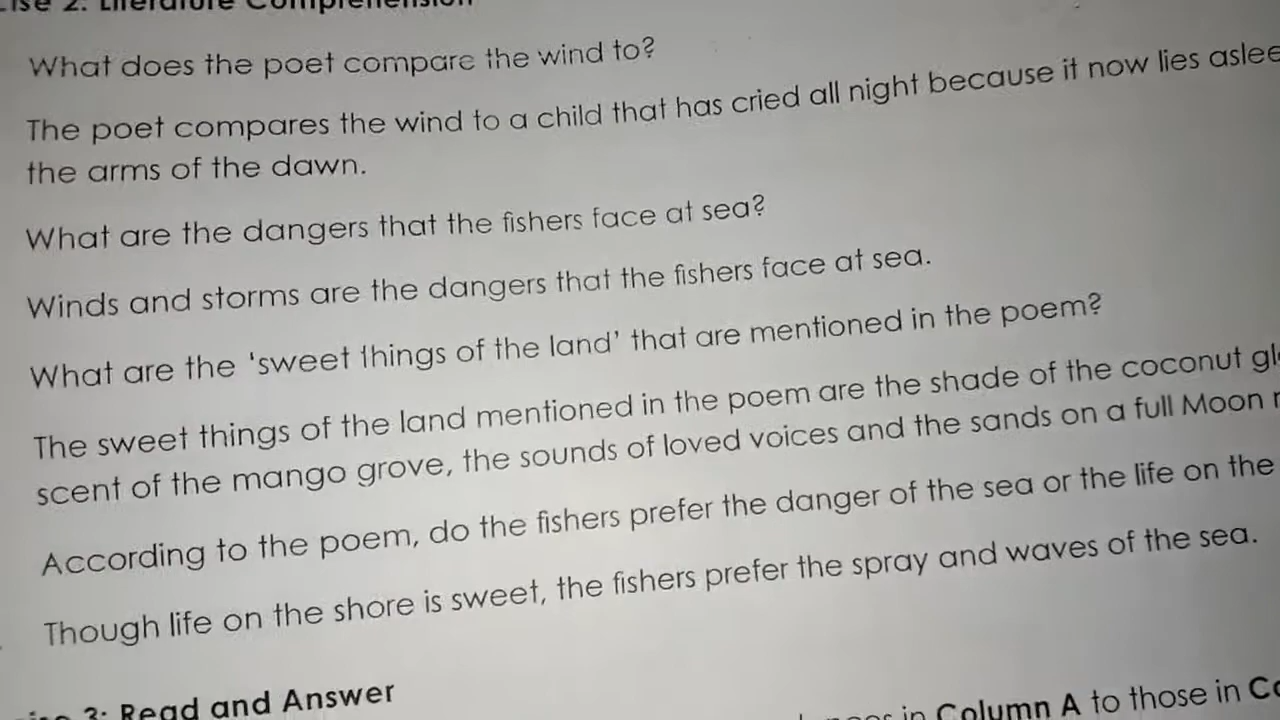 2: Literature Comprehension
What does the poet compare the wind to?
The poet compares the wind to a child that has cried all night because it now lies
the arms of the dawn.
What are the dangers that the fishers face at sea?
Winds and storms are the dangers that the fishers face at sea.
What are the 'sweet things of the land' that are mentioned in the poem?
The sweet things of the land mentioned in the poem are the shade of the coconut
scent of the mango grove, the sounds of loved voices and the sands on a full Moon
According to the poem, do the fishers prefer the danger of the sea or the life on the
Though life on the shore is sweet, the fishers prefer the spray and waves of the sea.
3: Read and Answer
in Column A to those in